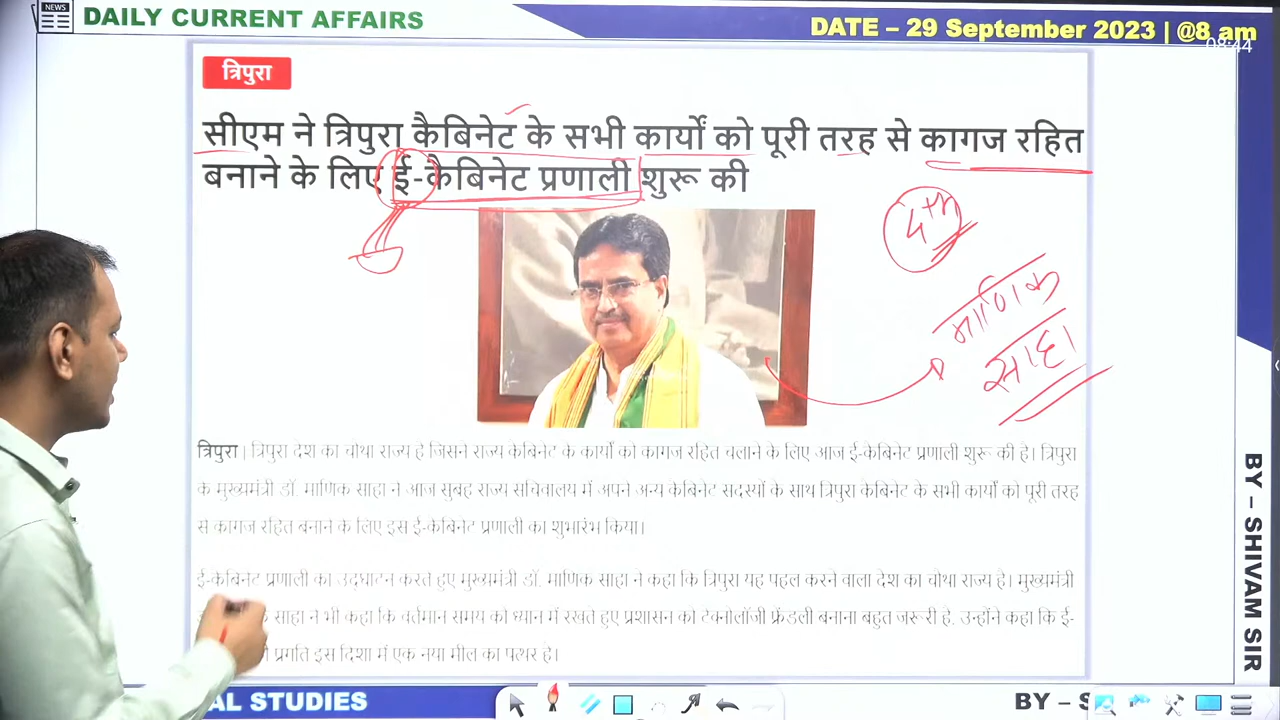 NEWS
DAILY CURRENT AFFAIRS
DATE – 29 September 2023 | @8 am
08:44
त्रिपुरा
सीएम ने त्रिपुरा कैबिनेट के सभी कार्यों को पूरी तरह से कागज रहित
बनाने के लिए ई-केबिनेट प्रणाली शुरू की
4th
माणिक
साहा
त्रिपुरा। त्रिपुरा देश का चौथा राज्य है जिसने राज्य केबिनेट के कार्यों को कागज रहित चलाने के लिए आज ई-केबिनेट प्रणाली शुरू की है। त्रिपुरा
के मुख्यमंत्री डॉ. माणिक साहा ने आज सुबह राज्य सचिवालय में अपने अन्य केबिनेट सदस्यों के साथ त्रिपुरा केबिनेट के सभी कार्यों को पूरी तरह
से कागज रहित बनाने के लिए इस ई-केबिनेट प्रणाली का शुभारंभ किया।
ई-केबिनेट प्रणाली का उद्घाटन करते हुए मुख्यमंत्री डॉ. माणिक साहा ने कहा कि त्रिपुरा यह पहल करने वाला देश का चौथा राज्य है। मुख्यमंत्री
साहा ने भी कहा कि वर्तमान समय को ध्यान में रखते हुए प्रशासन को टेक्नोलॉजी फ्रेंडली बनाना बहुत जरूरी है. उन्होंने कहा कि ई-
प्रगति इस दिशा में एक नया मील का पत्थर है।
BY – SHIVAM SIR
AL STUDIES
BY – S